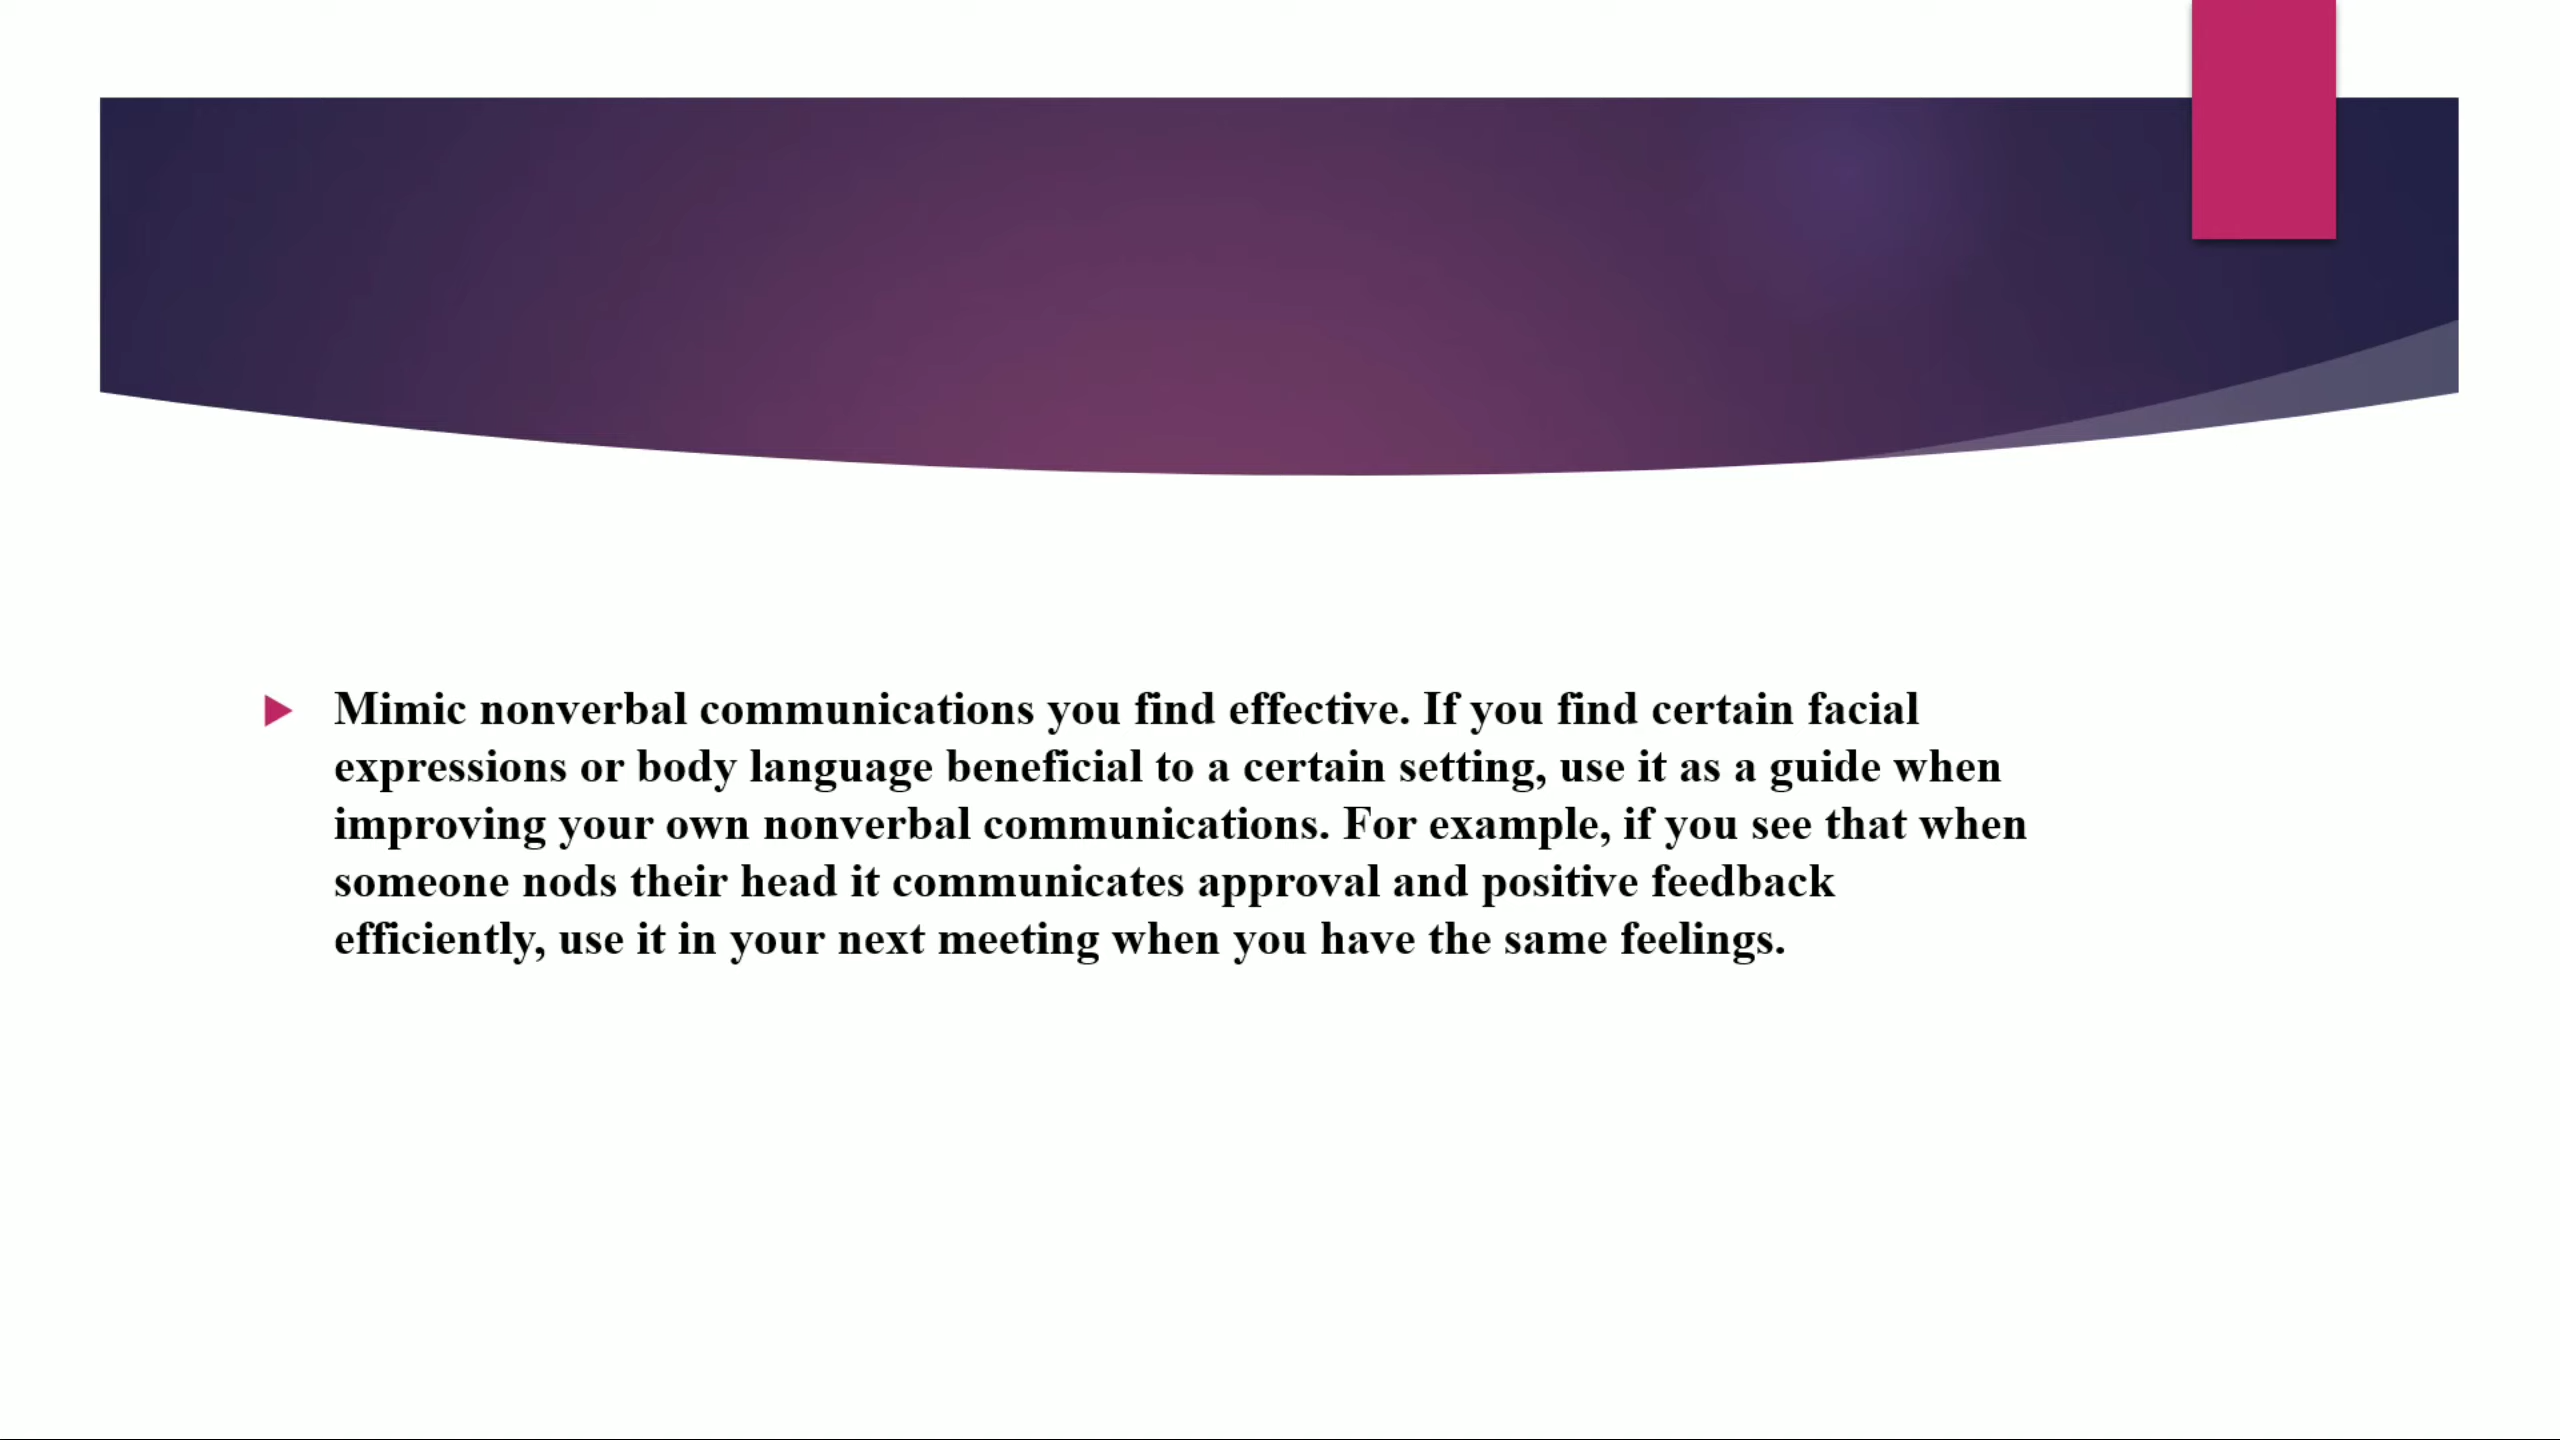 Mimic nonverbal communications you find effective. If you find certain facial
expressions or body language beneficial to a certain setting, use it as a guide when
improving your own nonverbal communications. For example, if you see that when
someone nods their head it communicates approval and positive feedback
efficiently, use it in your next meeting when you have the same feelings.